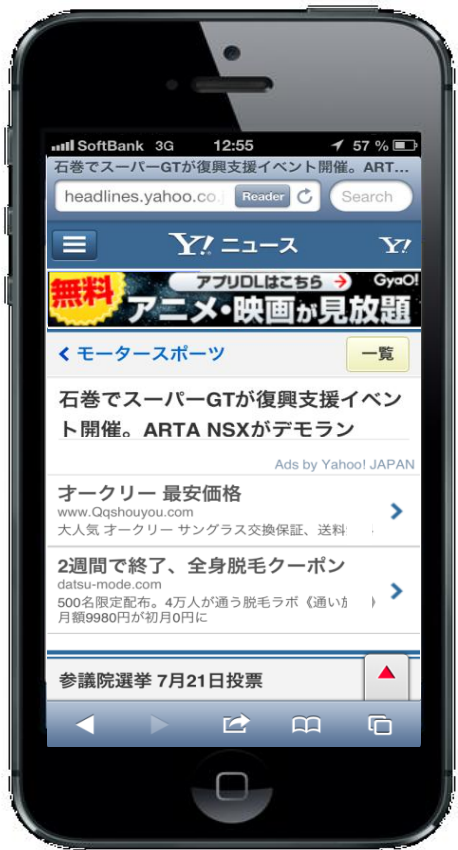 SoftBank 3G 12:55 57 %
石巻でスーパーGTが復興支援イベント開催。ART...
headlines.yahoo.co. Reader Search
Y! ニュース Y!
無料 アプリDLはこちら GyaO!
アニメ・映画が見放題
モータースポーツ 一覧
石巻でスーパーGTが復興支援イベン
ト開催。ARTA NSXがデモラン
Ads by Yahoo! JAPAN
オークリー 最安価格
www.Qqshouyou.com
大人気 オークリー サングラス交換保証、送料
2週間で終了、全身脱毛クーポン
datsu-mode.com
500名限定配布。4万人が通う脱毛ラボ《通い放
月額9980円が初月0円に
参議院選挙 7月21日投票